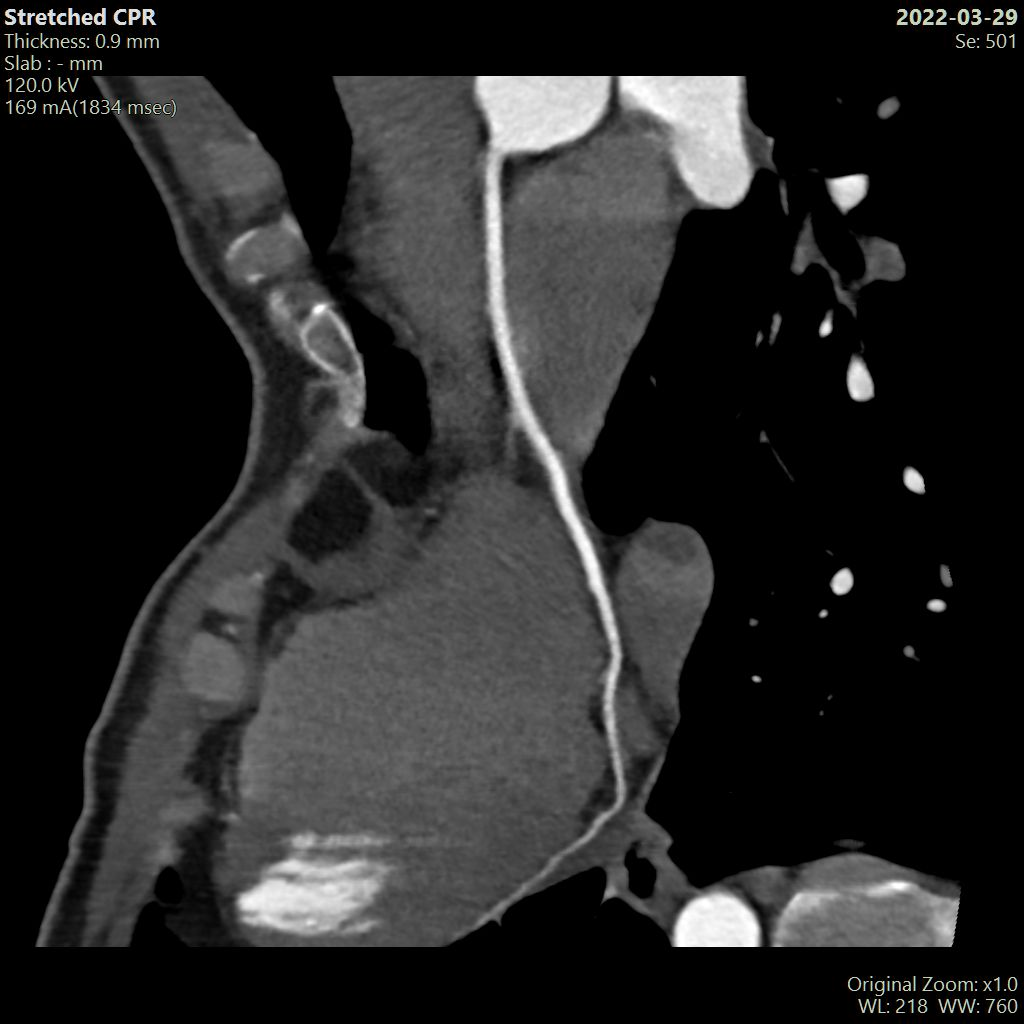 Stretched CPR
Thickness: 0.9 mm
Slab : - mm
120.0 kV
169 mA(1834 msec)
2022-03-29
Se: 501
Original Zoom: x1.0
WL: 218 WW: 760